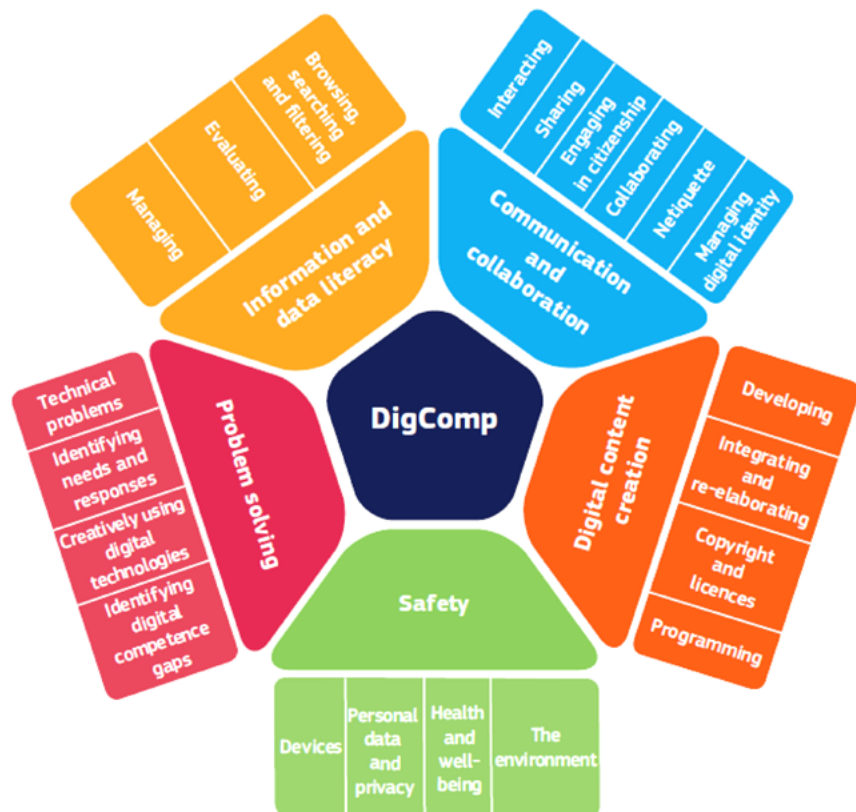 Browsing,
searching
and filtering
Evaluating
Managing
Information and
data literacy
Interacting
Sharing
Engaging
in citizenship
Collaborating
Netiquette
Managing
digital identity
Communication
and
collaboration
DigComp
Developing
Integrating
and
re-elaborating
Copyright
and
licences
Programming
Digital content
creation
Safety
Devices
Personal
data
and
privacy
Health
and
well-
being
The
environment
Problem solving
Technical
problems
Identifying
needs and
responses
Creatively using
digital
technologies
Identifying
digital
competence
gaps